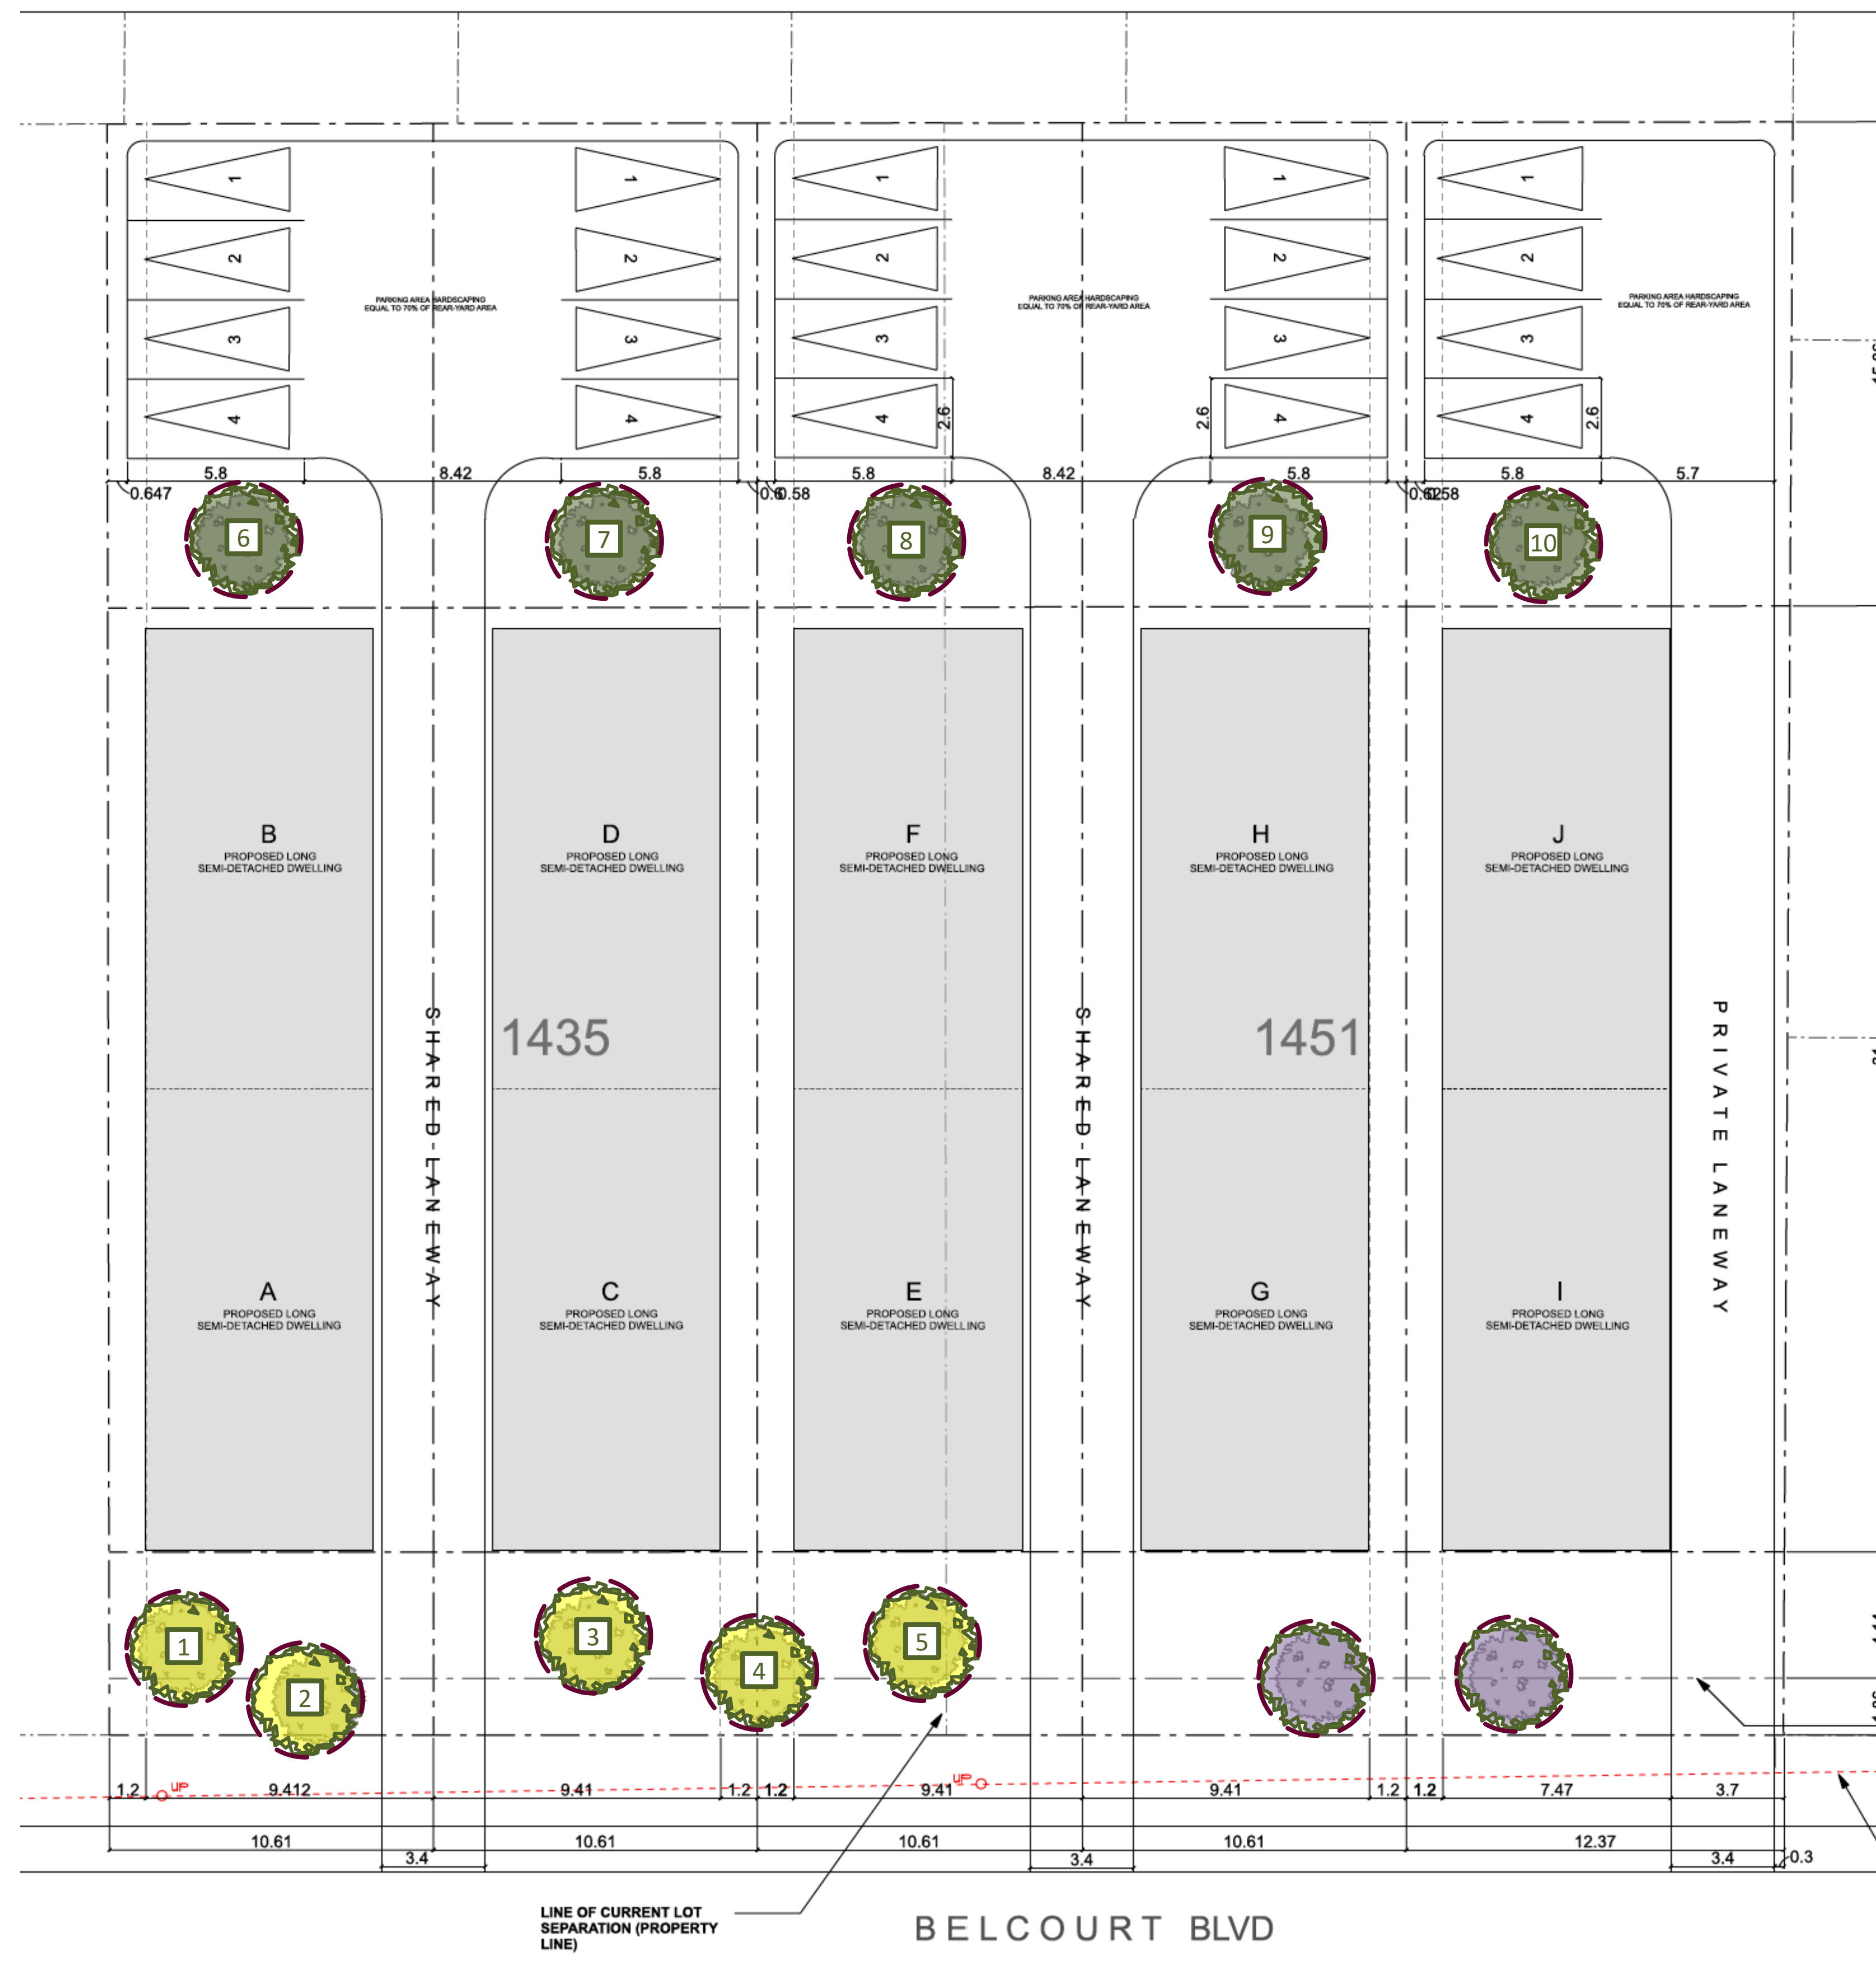 1 1 1 1 1
2 2 2 2 2
PARKING AREA HARDSCAPING
EQUAL TO 70% OF REAR-YARD AREA
PARKING AREA HARDSCAPING
EQUAL TO 70% OF REAR-YARD AREA
PARKING AREA HARDSCAPING
EQUAL TO 70% OF REAR-YARD AREA
3 3 3 3 3
4 4 4 2.6 2.6 4 4 2.6
5.8 8.42 5.8 5.8 8.42 5.8 5.8 5.7
0.647 0.6 0.58 0.62 0.58
6 7 8 9 10
B
PROPOSED LONG
SEMI-DETACHED DWELLING
D
PROPOSED LONG
SEMI-DETACHED DWELLING
F
PROPOSED LONG
SEMI-DETACHED DWELLING
H
PROPOSED LONG
SEMI-DETACHED DWELLING
J
PROPOSED LONG
SEMI-DETACHED DWELLING
1435 1451
SHARED LANEWAY
SHARED LANEWAY
PRIVATE LANEWAY
A
PROPOSED LONG
SEMI-DETACHED DWELLING
C
PROPOSED LONG
SEMI-DETACHED DWELLING
E
PROPOSED LONG
SEMI-DETACHED DWELLING
G
PROPOSED LONG
SEMI-DETACHED DWELLING
I
PROPOSED LONG
SEMI-DETACHED DWELLING
1 2 3 4 5
UP UP
1.2 9.412 9.41 1.2 1.2 9.41 9.41 1.2 1.2 7.47 3.7
10.61 10.61 10.61 10.61 12.37
3.4 3.4 3.4 0.3
LINE OF CURRENT LOT
SEPARATION (PROPERTY
LINE)
BELCOURT BLVD